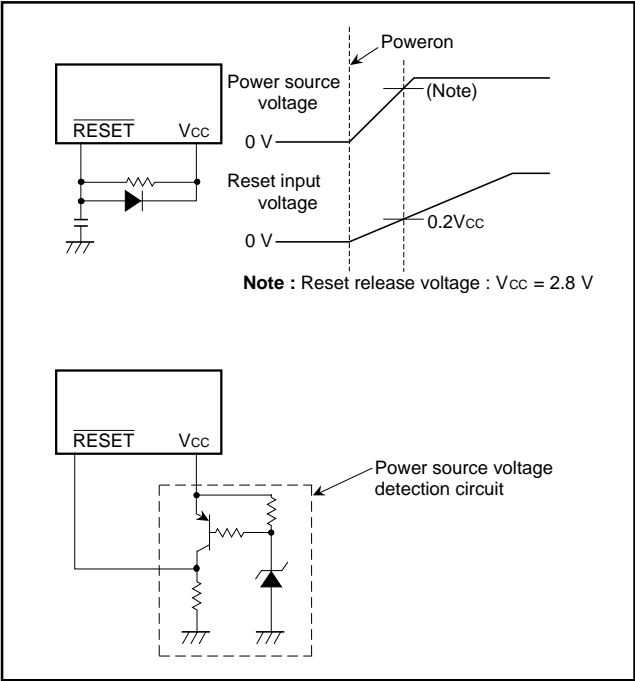 Poweron
Power source
voltage
(Note)
RESET VCC
0 V
Reset input
voltage
0.2VCC
0 V
Note : Reset release voltage : VCC = 2.8 V
RESET VCC
Power source voltage
detection circuit